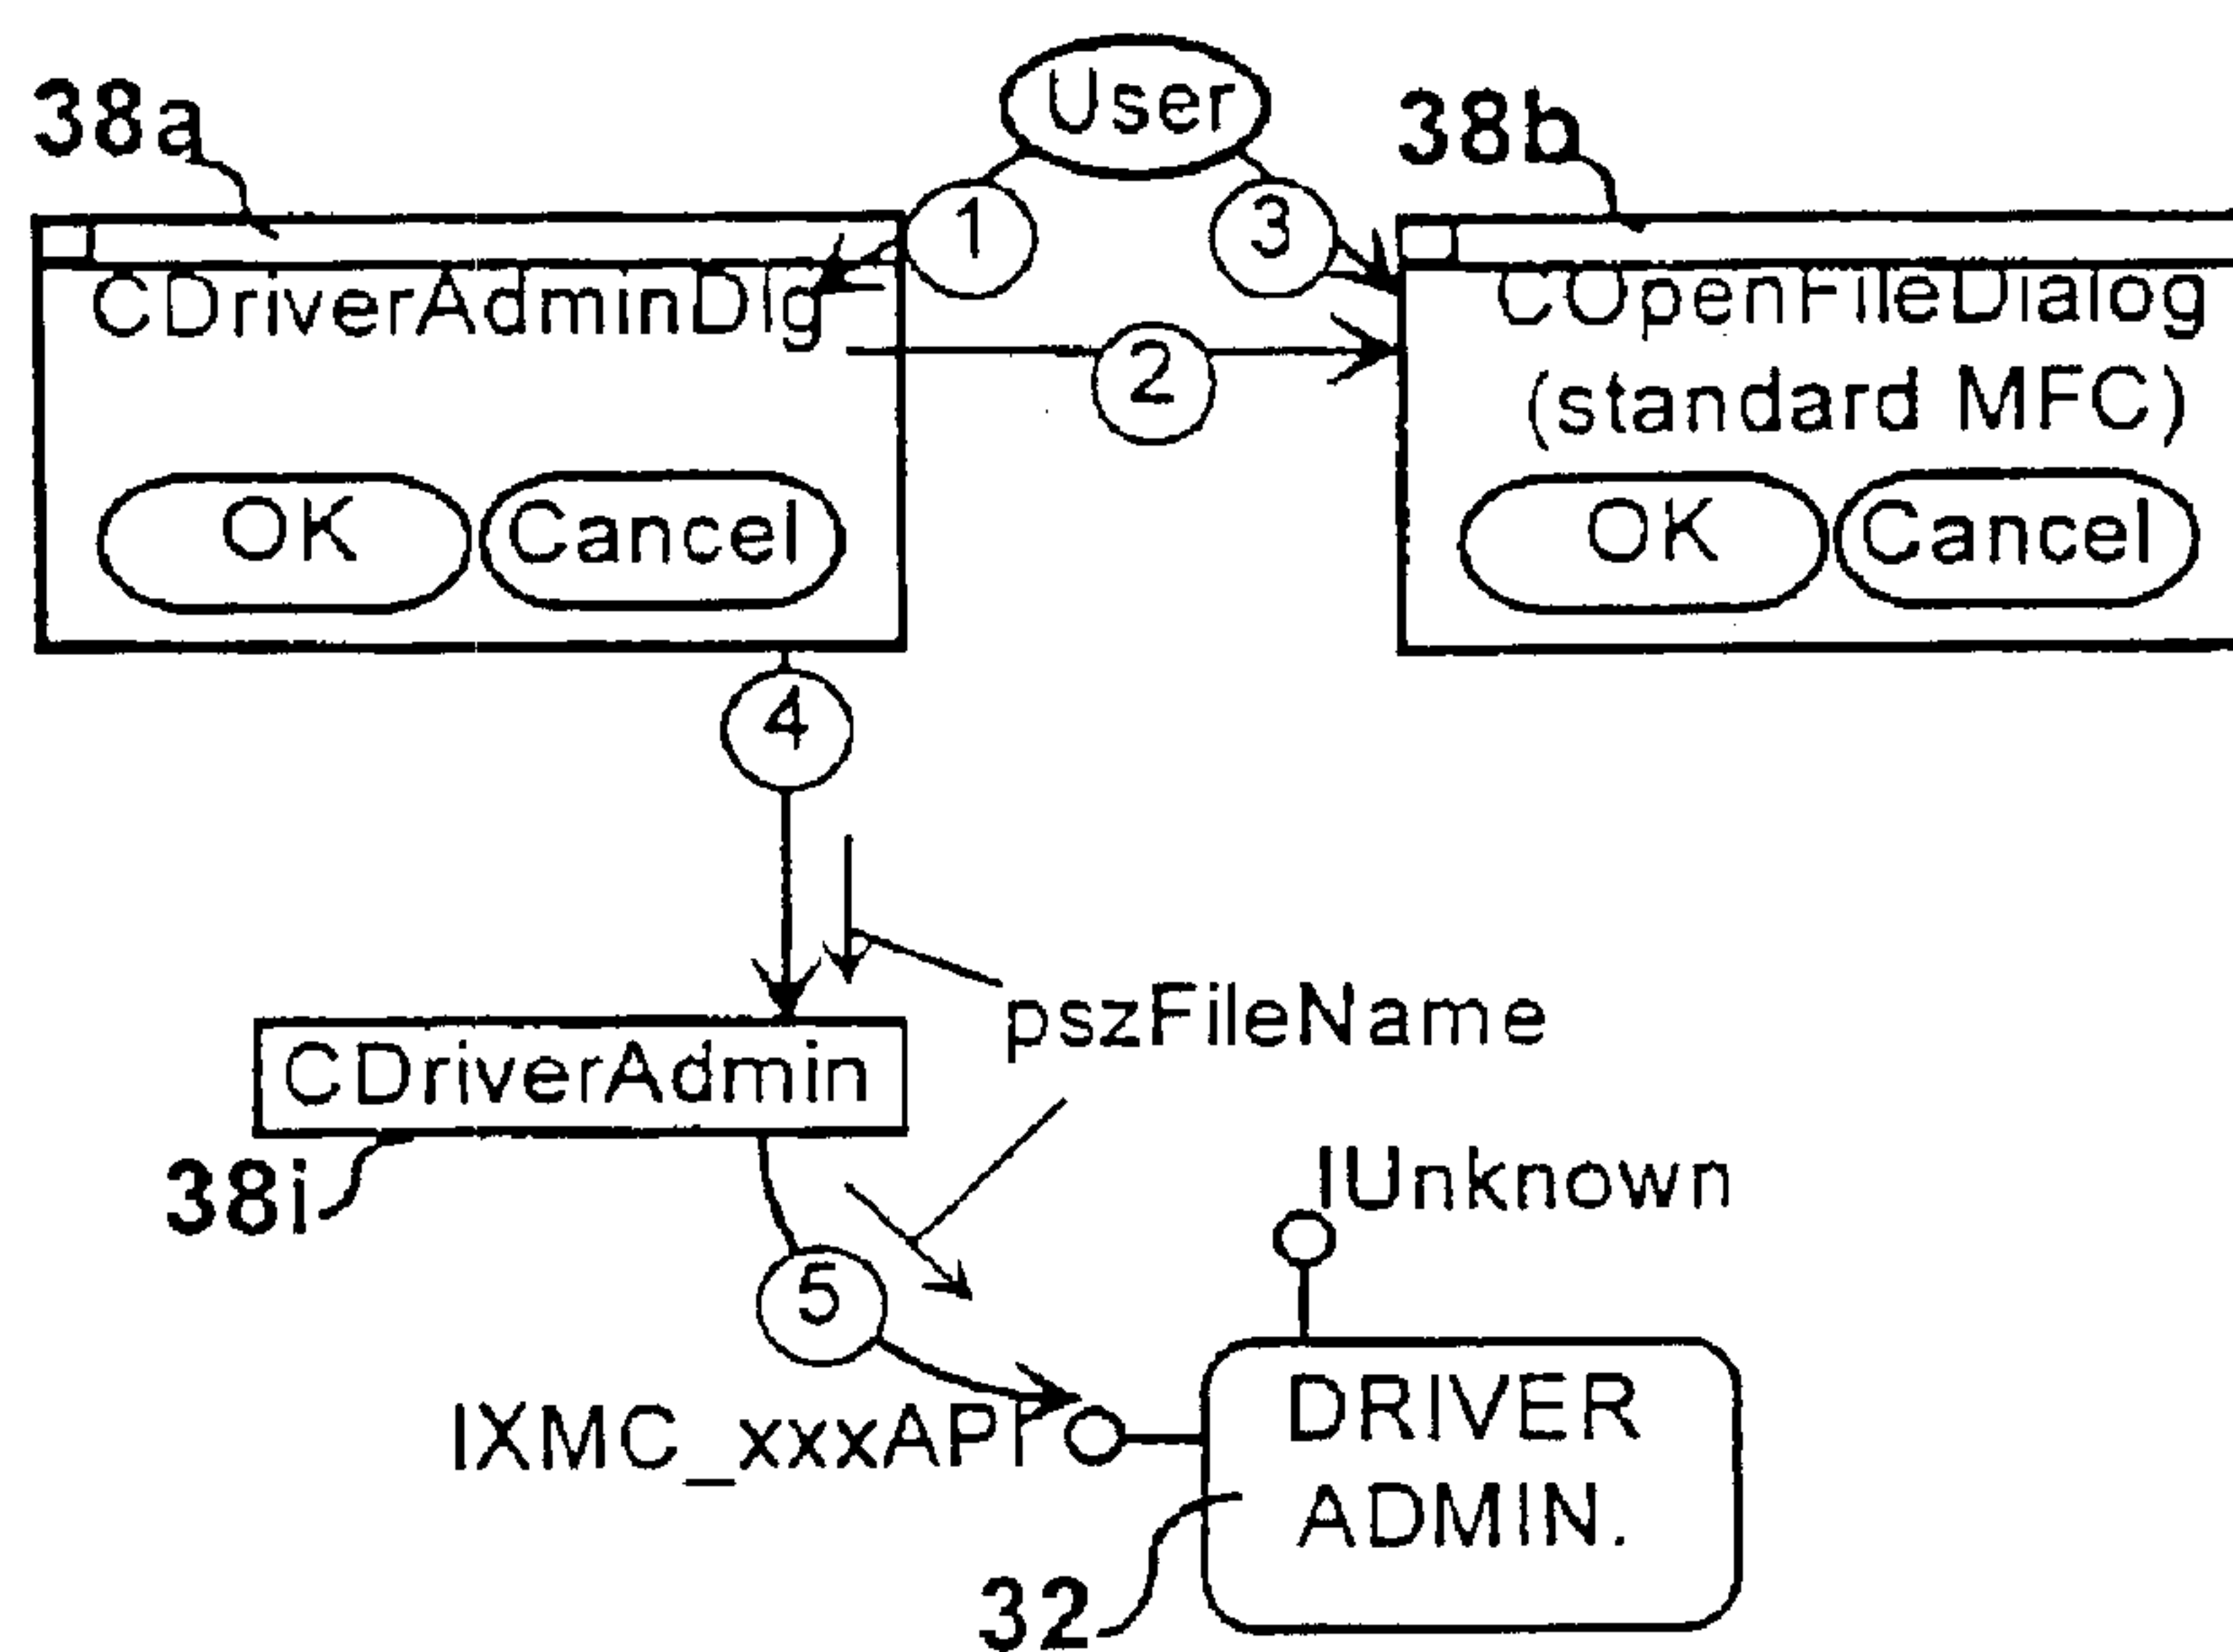 User
38a
38b
1
3
CDriverAdminDlg
COpenFileDialog
2
(standard MFC)
OK
Cancel
OK
Cancel
4
pszFileName
CDriverAdmin
38i
IUnknown
5
DRIVER
IXMC_xxxAPI
ADMIN.
32